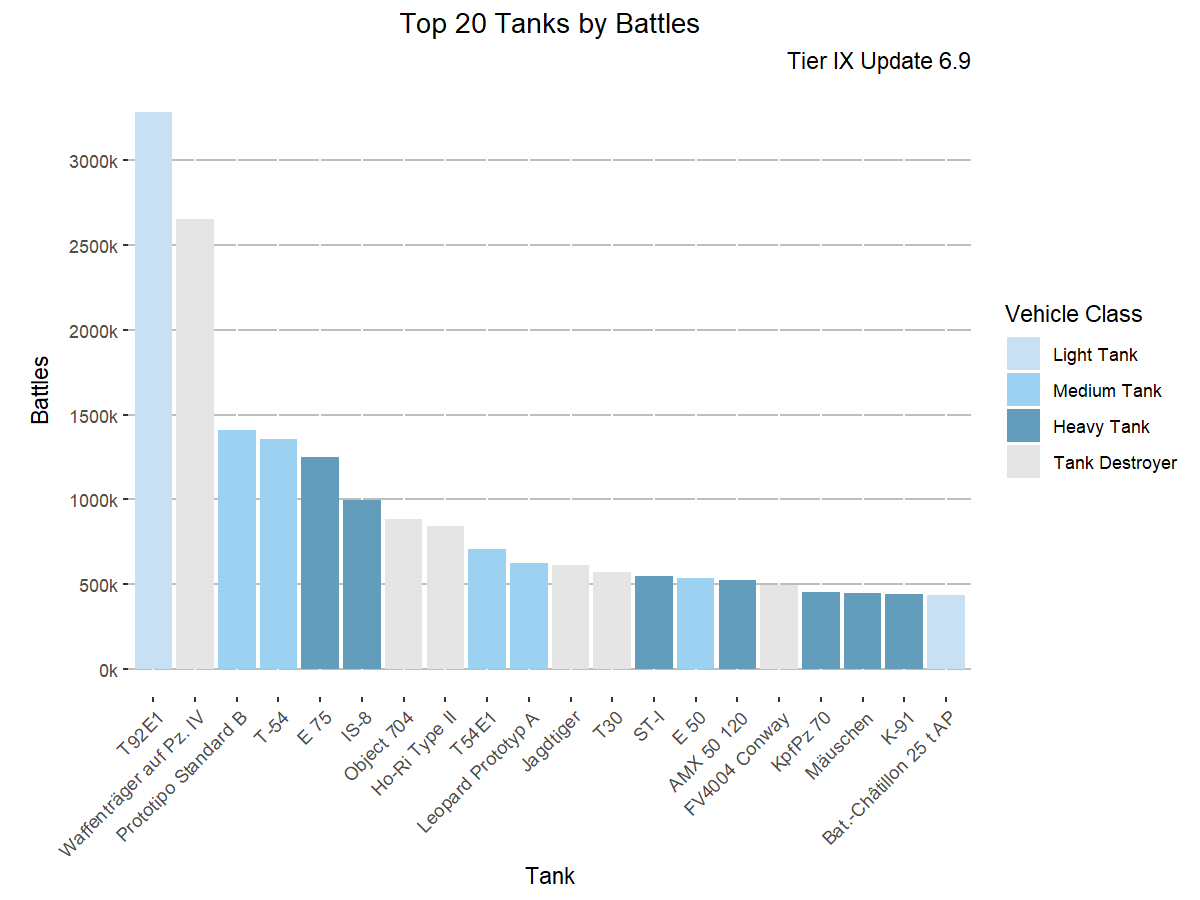 Top 20 Tanks by Battles
Tier IX Update 6.9
Battles
3000k
2500k
2000k
1500k
1000k
500k
0k
T92E1
Waffenträger auf Pz. IV
Prototipo Standard B
T-54
E 75
IS-8
Object 704
Ho-Ri Type II
T54E1
Leopard Prototyp A
Jagdtiger
T30
ST-I
E 50
AMX 50 120
FV4004 Conway
KpfPz 70
Mäuschen
K-91
Bat.-Châtillon 25 t AP
Tank
Vehicle Class
Light Tank
Medium Tank
Heavy Tank
Tank Destroyer